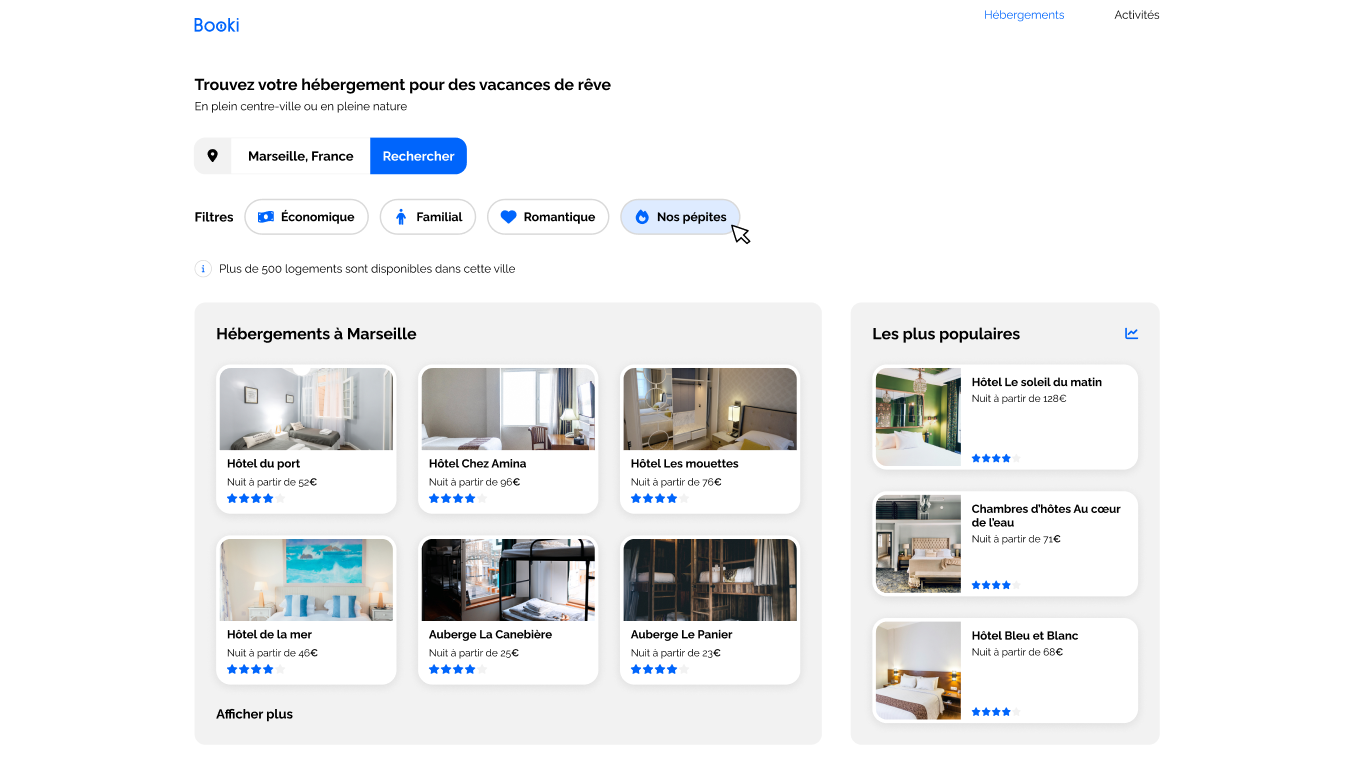 Booki
Hébergements
Activités
Trouvez votre hébergement pour des vacances de rêve
En plein centre-ville ou en pleine nature
Marseille, France
Rechercher
Filtres
Économique
Familial
Romantique
Nos pépites
i
Plus de 500 logements sont disponibles dans cette ville
Hébergements à Marseille
Hôtel du port
Nuit à partir de 52€
Hôtel Chez Amina
Nuit à partir de 96€
Hôtel Les mouettes
Nuit à partir de 76€
Hôtel de la mer
Nuit à partir de 46€
Auberge La Canebière
Nuit à partir de 25€
Auberge Le Panier
Nuit à partir de 23€
Afficher plus
Les plus populaires
Hôtel Le soleil du matin
Nuit à partir de 128€
Chambres d’hôtes Au cœur
de l’eau
Nuit à partir de 71€
Hôtel Bleu et Blanc
Nuit à partir de 68€